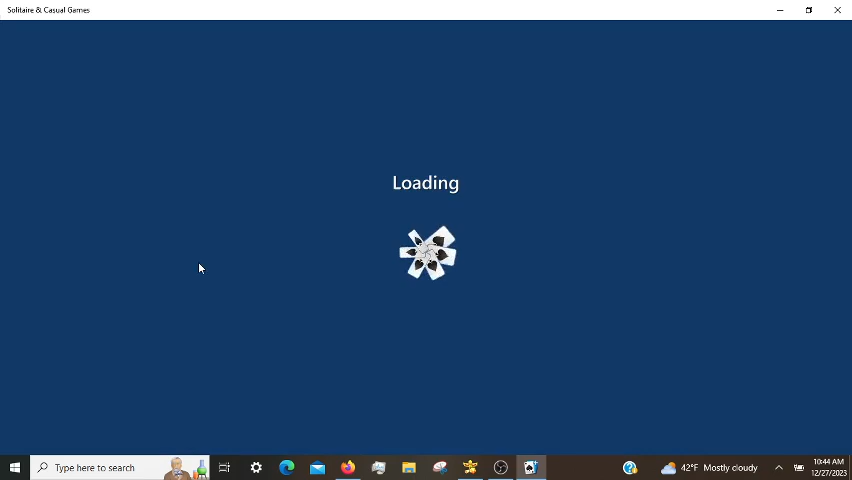 Solitaire & Casual Games
Loading
Type here to search
42°F Mostly cloudy
10:44 AM
12/27/2023